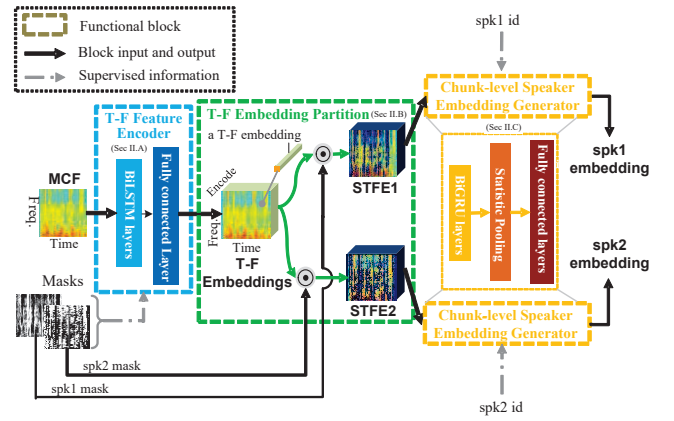 Functional block
Block input and output
Supervised information
spk1 id
T-F Feature
Encoder
(Sec II.A)
T-F Embedding Partition
(Sec II.B)
a T-F embedding
Chunk-level Speaker
Embedding Generator
(Sec II.C)
MCF
Freq.
Time
BiLSTM layers
Fully connected Layer
Encode
Freq.
Time
T-F
Embeddings
STFE1
STFE2
BiGRU layers
Statistic Pooling
Fully connected layers
spk1
embedding
spk2
embedding
Masks
Chunk-level Speaker
Embedding Generator
spk2 mask
spk1 mask
spk2 id